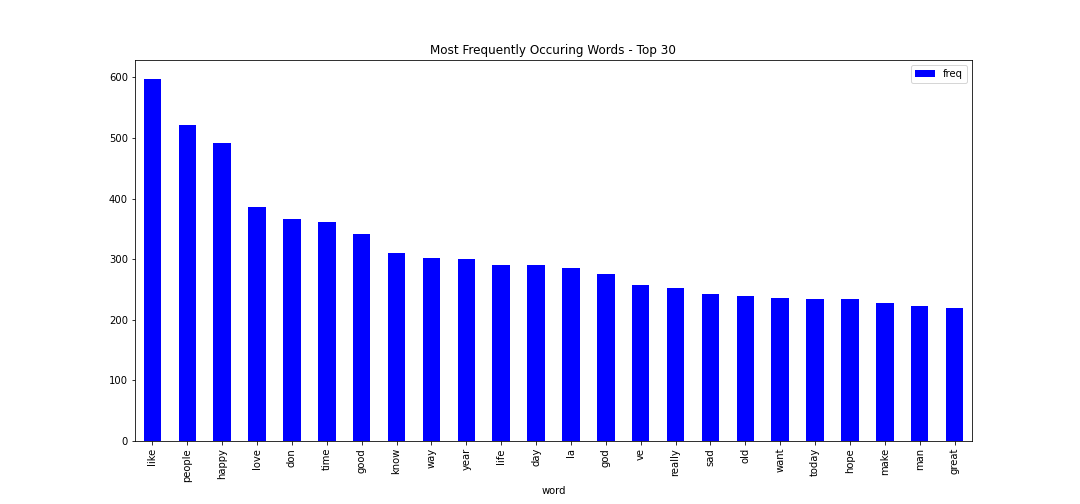 Most Frequently Occuring Words - Top 30
freq
600
500
400
300
200
100
0
like
people
happy
love
don
time
good
know
way
year
life
day
la
god
ve
really
sad
old
want
today
hope
make
man
great
word